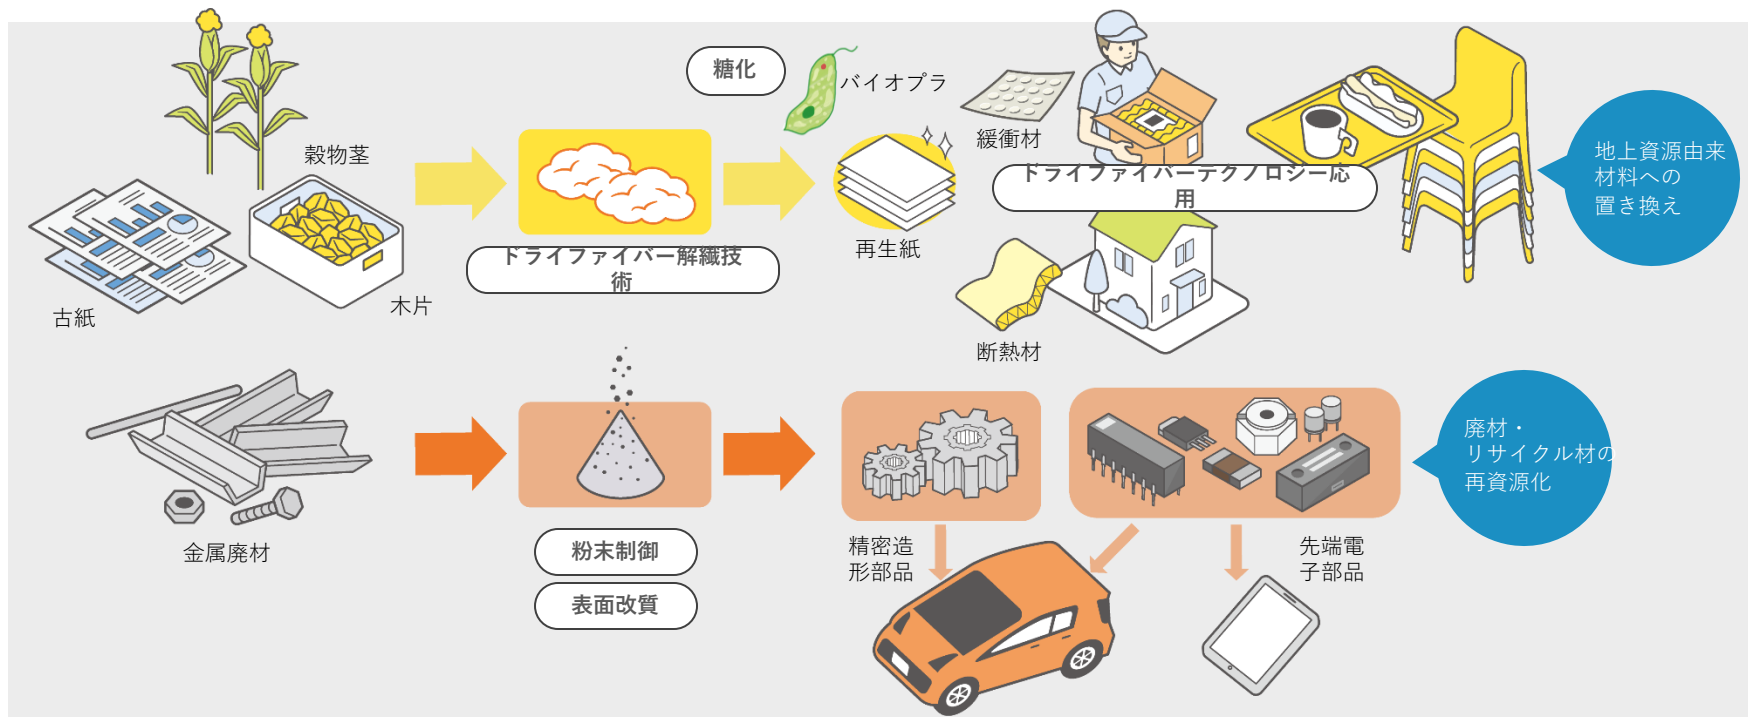 糖化
バイオプラ
穀物茎
緩衝材
地上資源由来
材料への
置き換え
ドライファイバーテクノロジー応
用
再生紙
ドライファイバー解繊技
術
木片
古紙
断熱材
廃材・
リサイクル材の
再資源化
金属廃材
粉末制御
表面改質
精密造
形部品
先端電
子部品